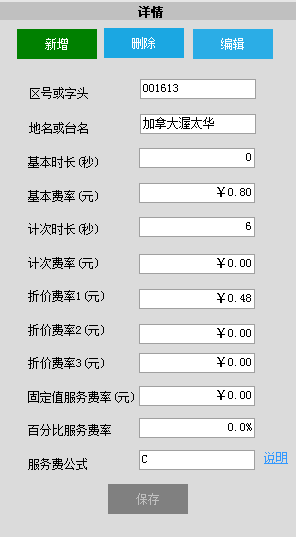 详情
新增 删除 编辑
区号或字头 001613
地名或台名 加拿大渥太华
基本时长(秒) 0
基本费率(元) ￥0.80
计次时长(秒) 6
计次费率(元) ￥0.00
折价费率1(元) ￥0.48
折价费率2(元) ￥0.00
折价费率3(元) ￥0.00
固定值服务费率(元) ￥0.00
百分比服务费率 0.0%
服务费公式 C 说明
保存